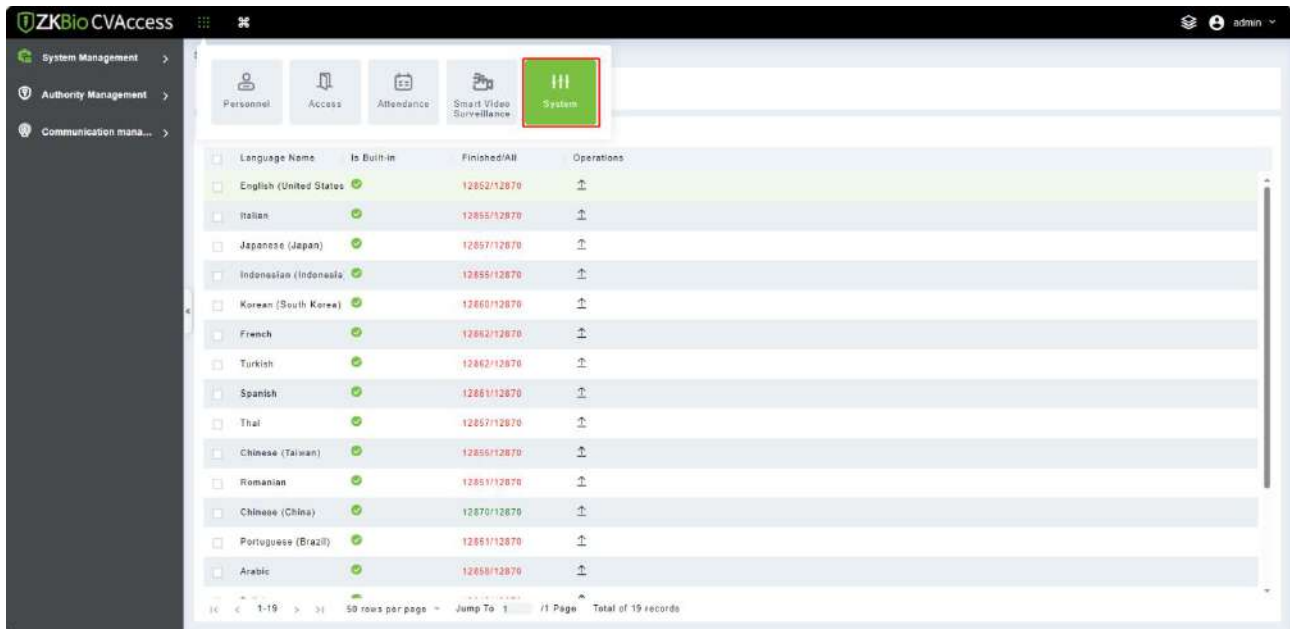 ZKBio CVAccess
admin
System Management
Authority Management
Communication mana...
Personnel
Access
Attendance
Smart Video Surveillance
System
Language Name Is Built-in Finished/All Operations
English (United States 12852/12870
Italian 12855/12870
Japanese (Japan) 12857/12870
Indonesian (Indonesia 12855/12870
Korean (South Korea) 12860/12870
French 12862/12870
Turkish 12862/12870
Spanish 12861/12870
Thai 12857/12870
Chinese (Taiwan) 12856/12870
Romanian 12851/12870
Chinese (China) 12870/12870
Portuguese (Brazil) 12861/12870
Arabic 12858/12870
1-19 50 rows per page Jump To 1 /1 Page Total of 19 records